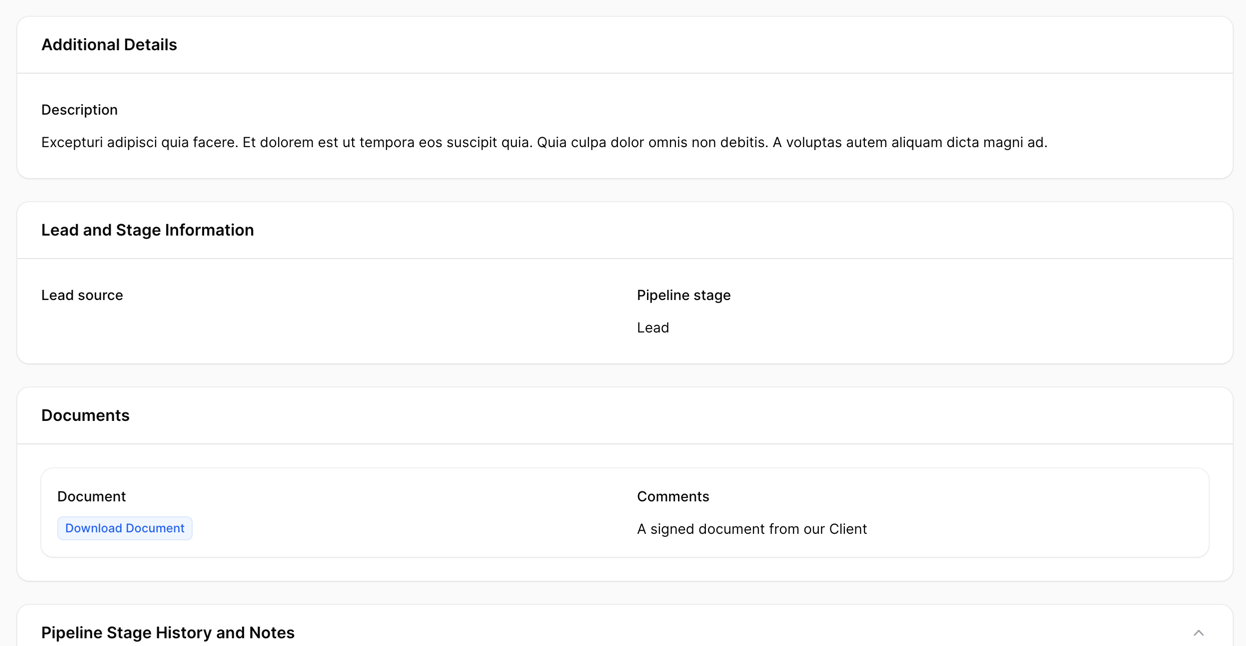 Additional Details
Description
Excepturi adipisci quia facere. Et dolorem est ut tempora eos suscipit quia. Quia culpa dolor omnis non debitis. A voluptas autem aliquam dicta magni ad.
Lead and Stage Information
Lead source
Pipeline stage
Lead
Documents
Document
Comments
Download Document
A signed document from our Client
Pipeline Stage History and Notes